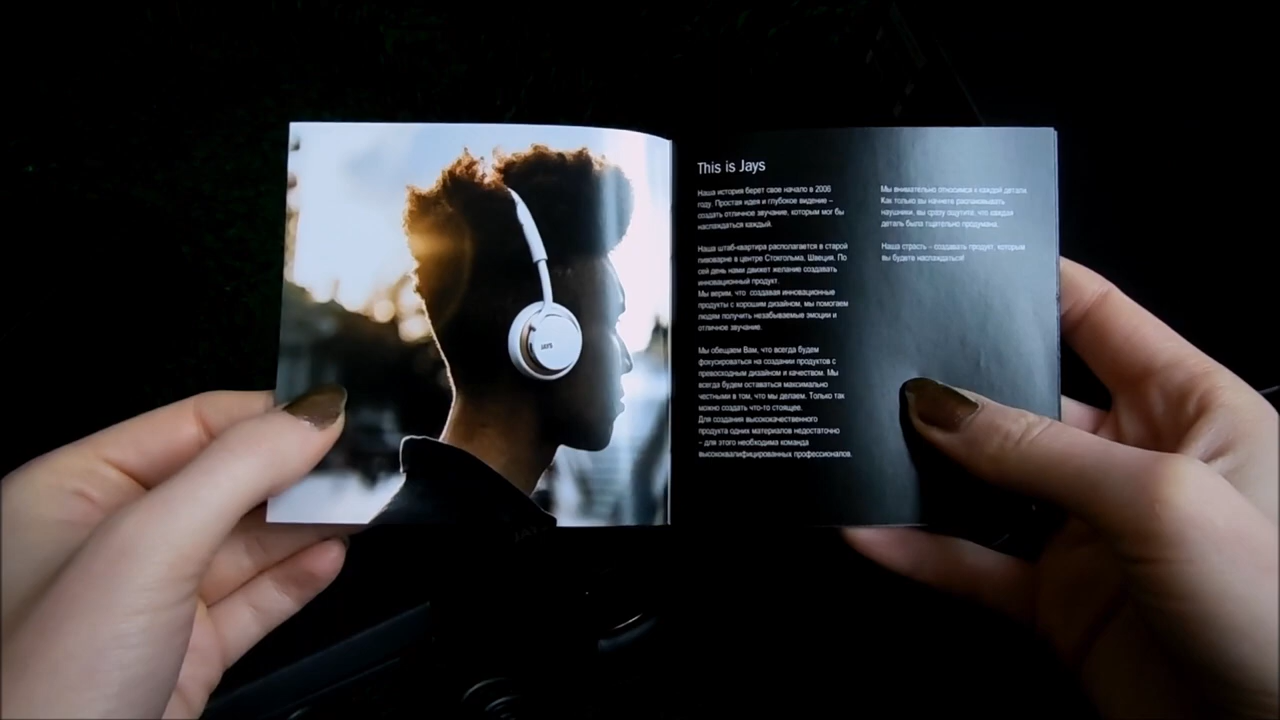 JAYS
This is Jays
Наша история берет свое начало в 2006
году. Простая идея и глубокое видение –
создать отличное звучание, которым мог бы
наслаждаться каждый.
Наша штаб-квартира располагается в старой
пивоварне в центре Стокгольма, Швеция. По
сей день нами движет желание создавать
инновационный продукт.
Мы верим, что создавая инновационные
продукты с хорошим дизайном, мы помогаем
людям получить незабываемые эмоции и
отличное звучание.
Мы обещаем Вам, что всегда будем
фокусироваться на создании продуктов с
превосходным дизайном и качеством. Мы
всегда будем оставаться максимально
честными в том, что мы делаем. Только так
можно создать что-то стоящее.
Для создания высококачественного
продукта одних материалов недостаточно
– для этого необходима команда
высококвалифицированных профессионалов.
Мы внимательно относимся к каждой детали.
Как только вы начнете распаковывать
наушники, вы сразу ощутите, что каждая
деталь была тщательно продумана.
Наша страсть – создавать продукт, которым
вы будете наслаждаться!